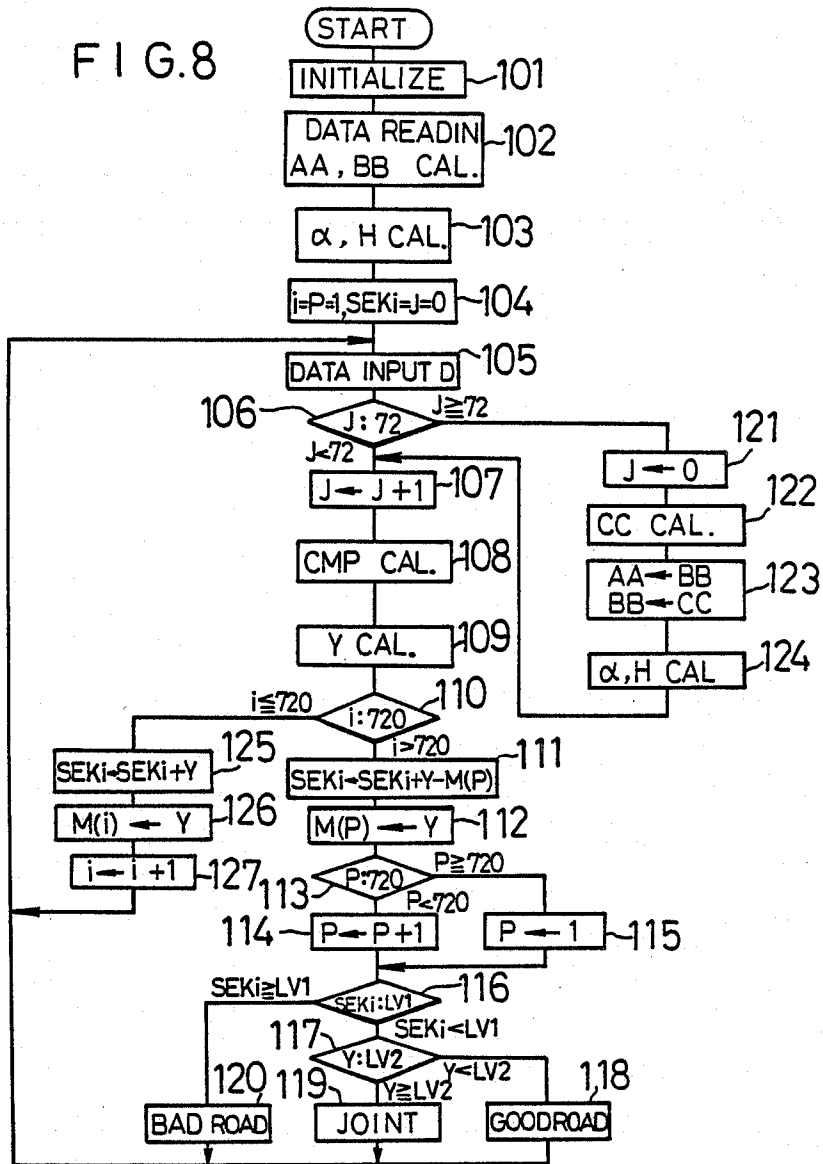 FIG.8
START
INITIALIZE
101
DATA READIN
AA, BB CAL.
102
α, H CAL.
103
i=P=1,SEKi=J=0
104
DATA INPUT D
105
106
J : 72
J≧72
J<72
J ← J+1
107
CMP CAL.
108
Y CAL.
109
J ← 0
121
CC CAL.
122
AA ← BB
BB ← CC
123
α, H CAL
124
i : 720
110
i≦720
i>720
SEKi←SEKi+Y
125
M(i) ← Y
126
i ← i+1
127
SEKi←SEKi+Y-M(P)
111
M(P) ← Y
112
113
P:720
P≧720
P<720
114
P ← P+1
P ← 1
115
SEKi≧LV1
SEKi:LV1
116
SEKi<LV1
117
Y:LV2
Y<LV2
Y≧LV2
120
BAD ROAD
119
JOINT
118
GOODROAD